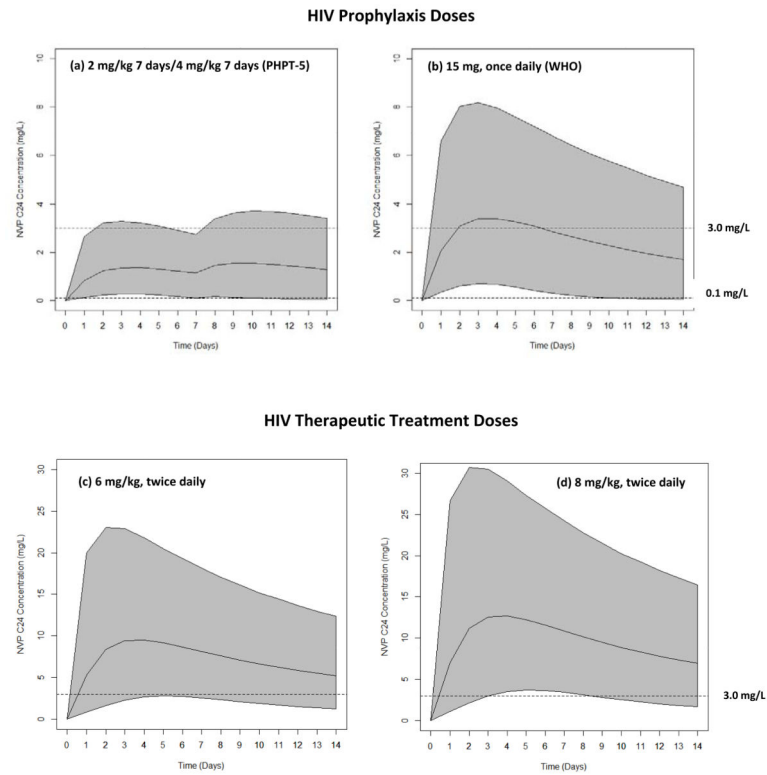 HIV Prophylaxis Doses
(a) 2 mg/kg 7 days/4 mg/kg 7 days (PHPT-5)
NVP C24 Concentration (mg/L)
10
8
6
4
2
0
0 1 2 3 4 5 6 7 8 9 10 11 12 13 14
Time (Days)
(b) 15 mg, once daily (WHO)
NVP C24 Concentration (mg/L)
10
8
6
4
2
0
3.0 mg/L
0.1 mg/L
0 1 2 3 4 5 6 7 8 9 10 11 12 13 14
Time (Days)
HIV Therapeutic Treatment Doses
(c) 6 mg/kg, twice daily
NVP C24 Concentration (mg/L)
30
25
20
15
10
5
0
0 1 2 3 4 5 6 7 8 9 10 11 12 13 14
Time (Days)
(d) 8 mg/kg, twice daily
NVP C24 Concentration (mg/L)
30
25
20
15
10
5
0
3.0 mg/L
0 1 2 3 4 5 6 7 8 9 10 11 12 13 14
Time (Days)